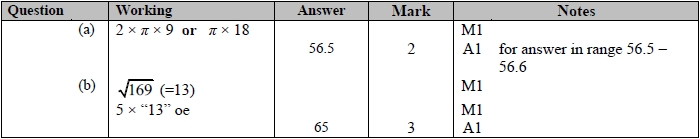 Question Working Answer Mark Notes
(a) 2 × π × 9 or π × 18 M1
56.5 2 A1 for answer in range 56.5 –
56.6
(b) √169 (=13) M1
5 × “13” oe M1
65 3 A1